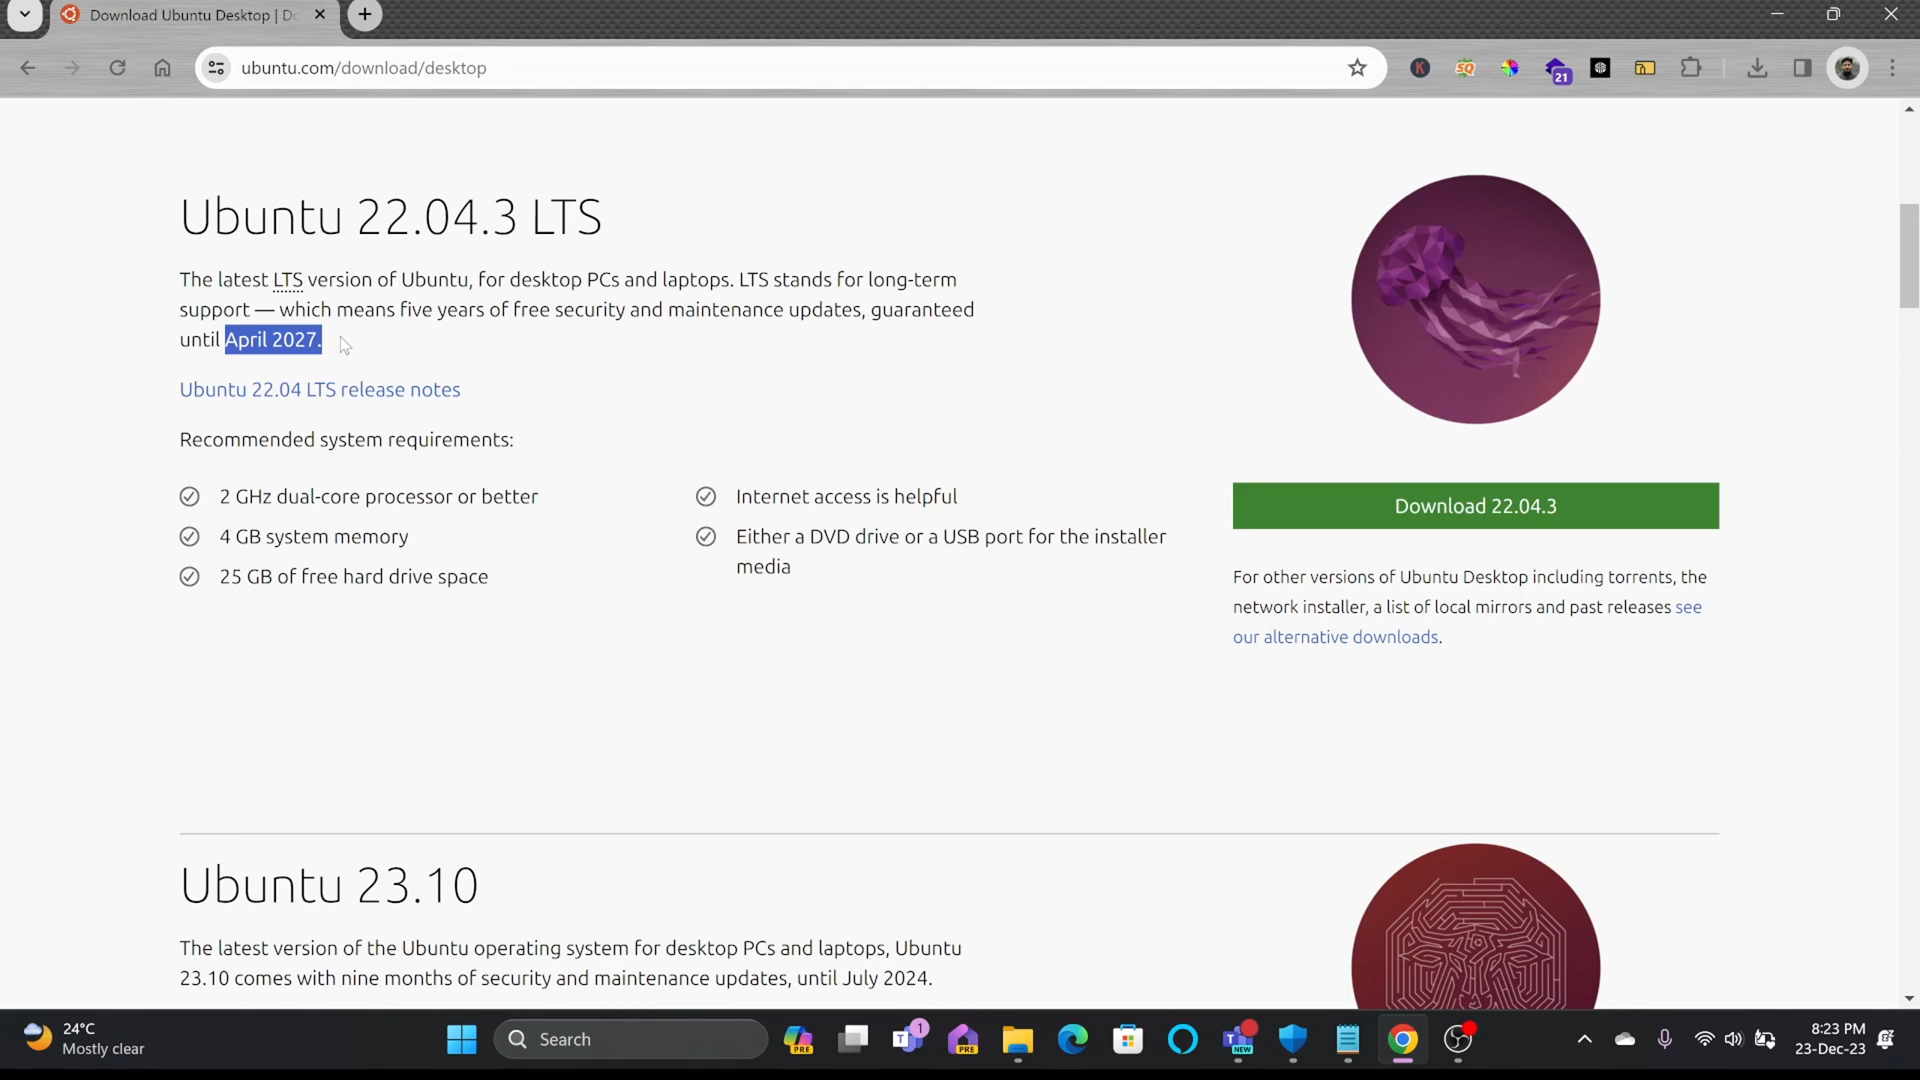 Download Ubuntu Desktop | Do
ubuntu.com/download/desktop
21
Ubuntu 22.04.3 LTS
The latest LTS version of Ubuntu, for desktop PCs and laptops. LTS stands for long-term
support — which means five years of free security and maintenance updates, guaranteed
until April 2027.
Ubuntu 22.04 LTS release notes
Recommended system requirements:
2 GHz dual-core processor or better
4 GB system memory
25 GB of free hard drive space
Internet access is helpful
Either a DVD drive or a USB port for the installer
media
Download 22.04.3
For other versions of Ubuntu Desktop including torrents, the
network installer, a list of local mirrors and past releases see
our alternative downloads.
Ubuntu 23.10
The latest version of the Ubuntu operating system for desktop PCs and laptops, Ubuntu
23.10 comes with nine months of security and maintenance updates, until July 2024.
24°C
Mostly clear
Search
PRE
1
PRE
NEW
8:23 PM
23-Dec-23